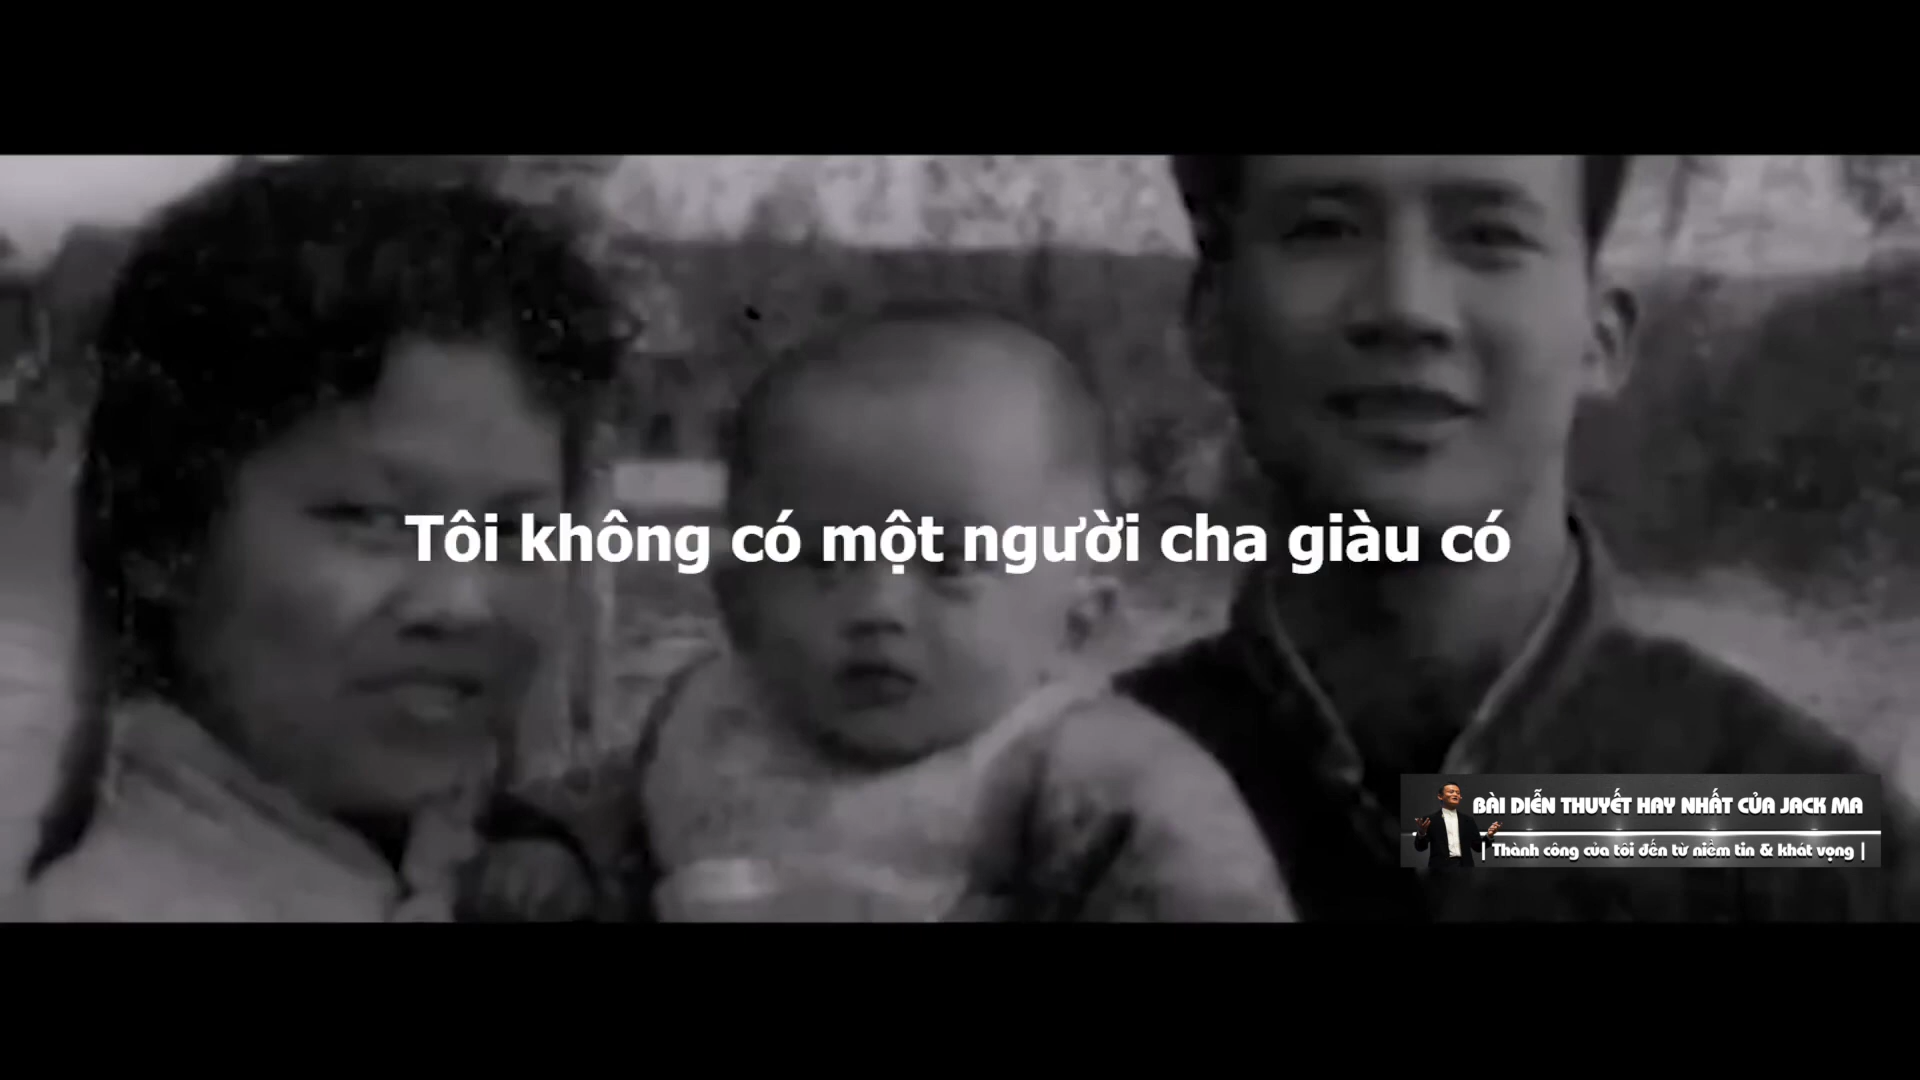 Tôi không có một người cha giàu có
BÀI DIỄN THUYẾT HAY NHẤT CỦA JACK MA
| Thành công của tôi đến từ niềm tin & khát vọng |